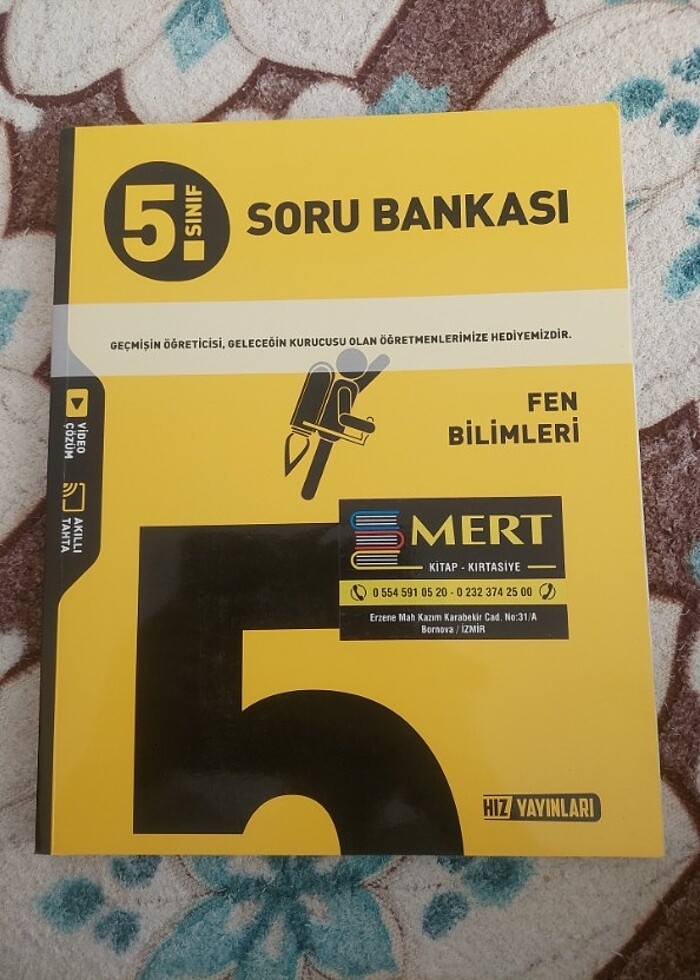 5.
SINIF
SORU BANKASI
GEÇMİŞİN ÖĞRETİCİSİ, GELECEĞİN KURUCUSU OLAN ÖĞRETMENLERİMİZE HEDİYEMİZDİR.
FEN
BİLİMLERİ
VİDEO
ÇÖZÜM
AKILLI
TAHTA
MERT
KİTAP - KIRTASİYE
0 554 591 05 20 - 0 232 374 25 00
Erzene Mah Kazım Karabekir Cad. No:31/A
Bornova / İZMİR
5
HIZ YAYINLARI